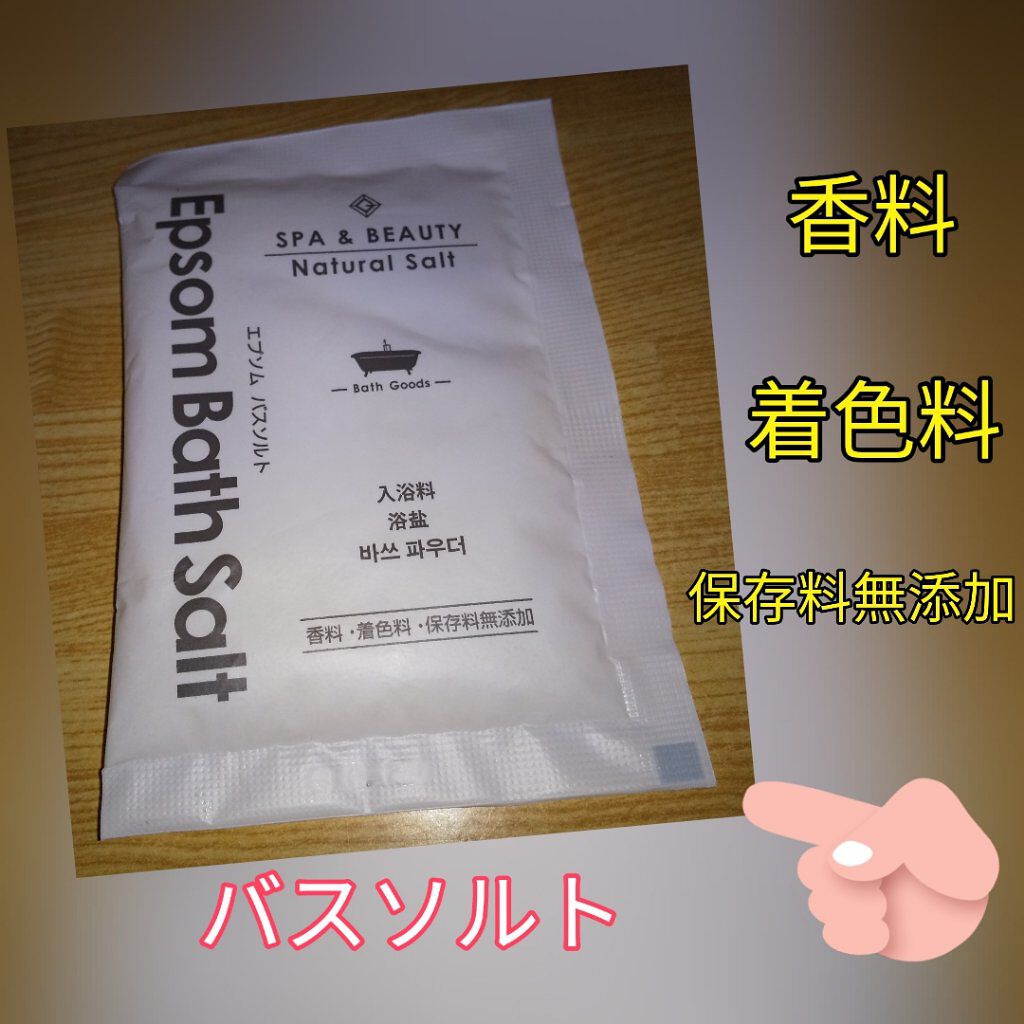 SPA & BEAUTY
Natural Salt
Epsom Bath Salt
エプソム バスソルト
Bath Goods
入浴料
浴盐
바쓰 파우더
香料・着色料・保存料無添加
香料
着色料
保存料無添加
バスソルト